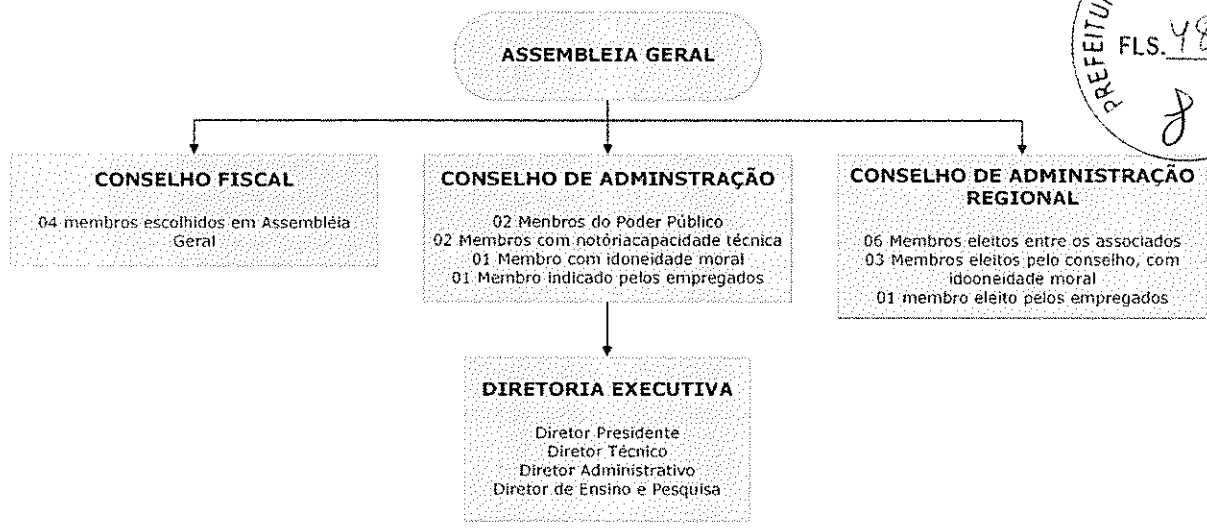 ASSEMBLEIA GERAL
PREFEITU
FLS. 48
CONSELHO FISCAL
04 membros escolhidos em Assembléia
Geral
CONSELHO DE ADMINSTRAÇÃO
02 Menbros do Poder Público
02 Membros com notóriacapacidade técnica
01 Membro com idoneidade moral
01 Membro indicado pelos empregados
CONSELHO DE ADMINISTRAÇÃO
REGIONAL
06 Membros eleitos entre os associados
03 Membros eleitos pelo conselho, com
idooneidade moral
01 membro eleito pelos empregados
DIRETORIA EXECUTIVA
Diretor Presidente
Diretor Técnico
Diretor Administrativo
Diretor de Ensino e Pesquisa